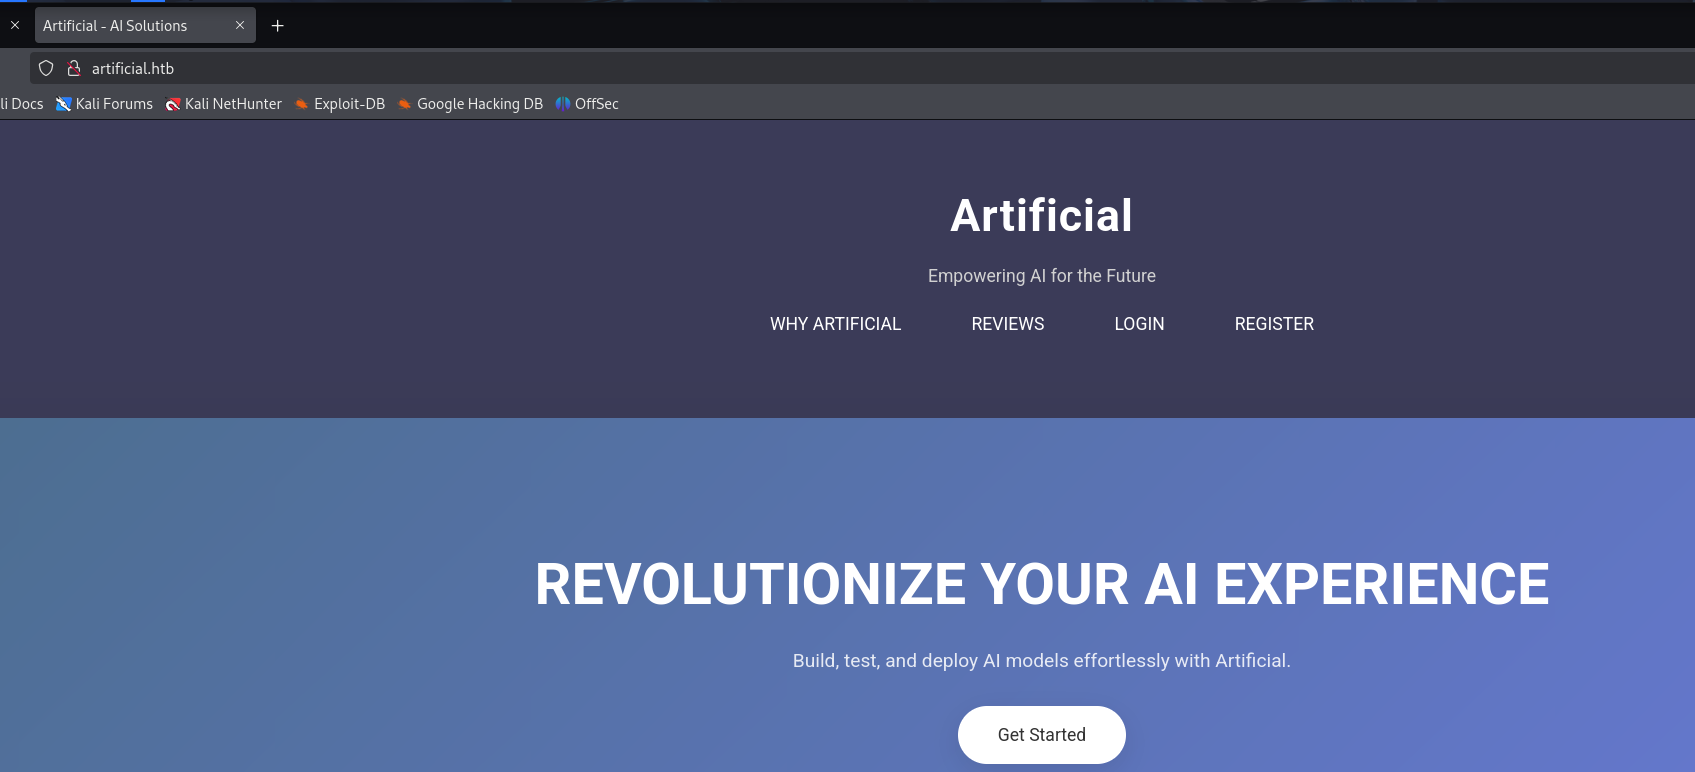 Artificial - AI Solutions
artificial.htb
li Docs Kali Forums Kali NetHunter Exploit-DB Google Hacking DB OffSec
Artificial
Empowering AI for the Future
WHY ARTIFICIAL REVIEWS LOGIN REGISTER
REVOLUTIONIZE YOUR AI EXPERIENCE
Build, test, and deploy AI models effortlessly with Artificial.
Get Started